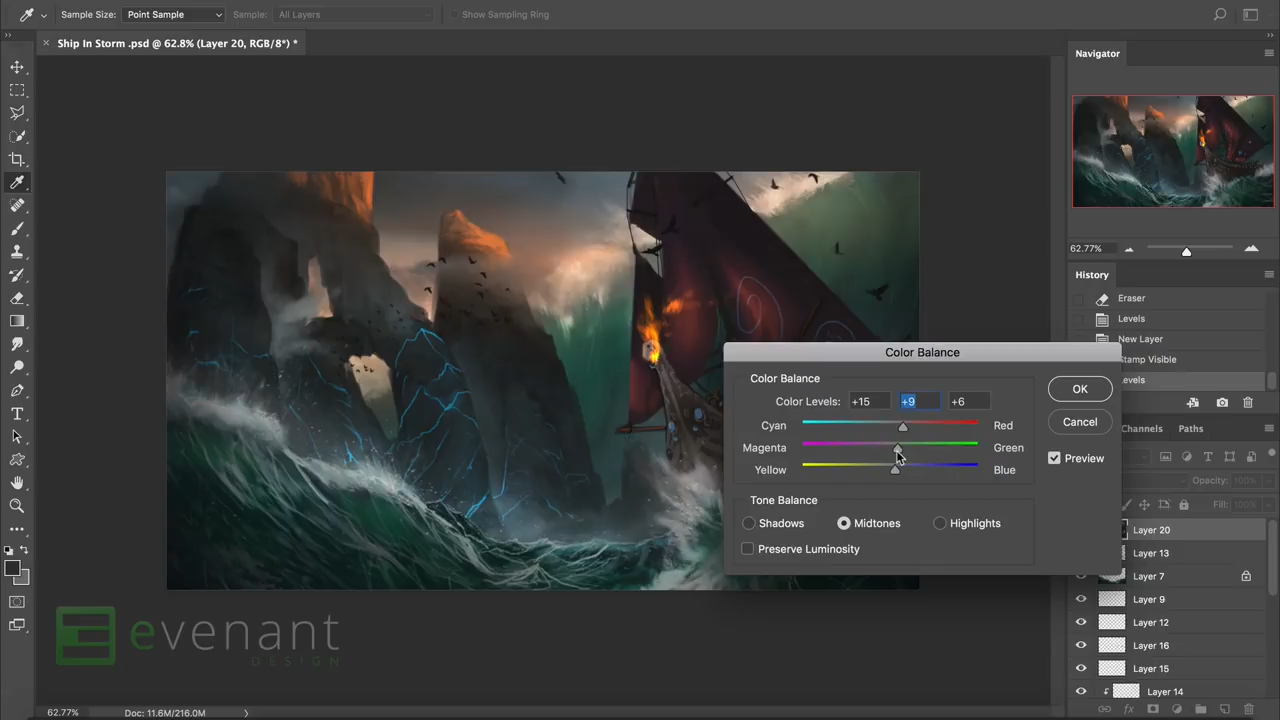 Sample Size: Point Sample Sample: All Layers Show Sampling Ring
Ship In Storm .psd @ 62.8% (Layer 20, RGB/8*) *
Navigator
62.77%
History
Eraser
Levels
New Layer
Stamp Visible
Levels
Color Balance
Color Balance
Color Levels: +15 +9 +6
Cyan Red
Magenta Green
Yellow Blue
Tone Balance
Shadows Midtones Highlights
Preserve Luminosity
OK
Cancel
Preview
Channels Paths
Opacity: 100%
Fill: 100%
Layer 20
Layer 13
Layer 7
Layer 9
Layer 12
Layer 16
Layer 15
Layer 14
fx
evenant
DESIGN
62.77% Doc: 11.6M/216.0M